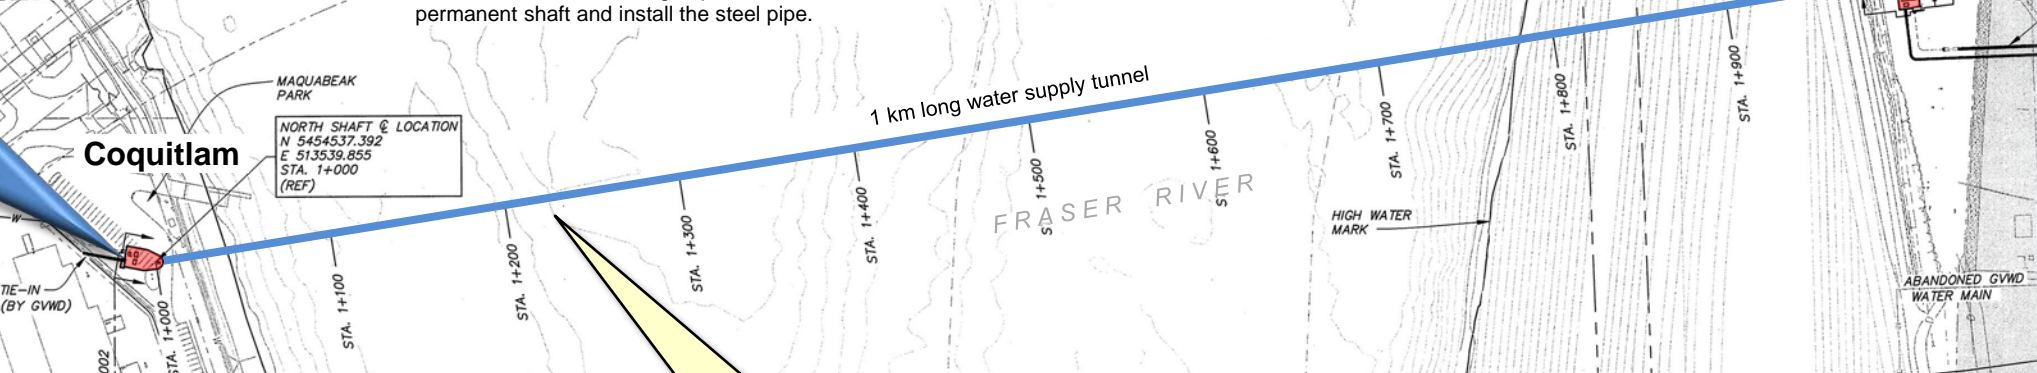 permanent shaft and install the steel pipe.
MAQUABEAK
PARK
NORTH SHAFT ℄ LOCATION
N 5454537.392
E 513539.855
STA. 1+000
(REF)
Coquitlam
1 km long water supply tunnel
FRASER RIVER
HIGH WATER
MARK
W
TIE-IN
(BY GVWD)
002
STA. 1+000
STA. 1+100
STA. 1+200
STA. 1+300
STA. 1+400
STA. 1+500
STA. 1+600
STA. 1+700
STA. 1+800
STA. 1+900
ABANDONED GVWD
WATER MAIN